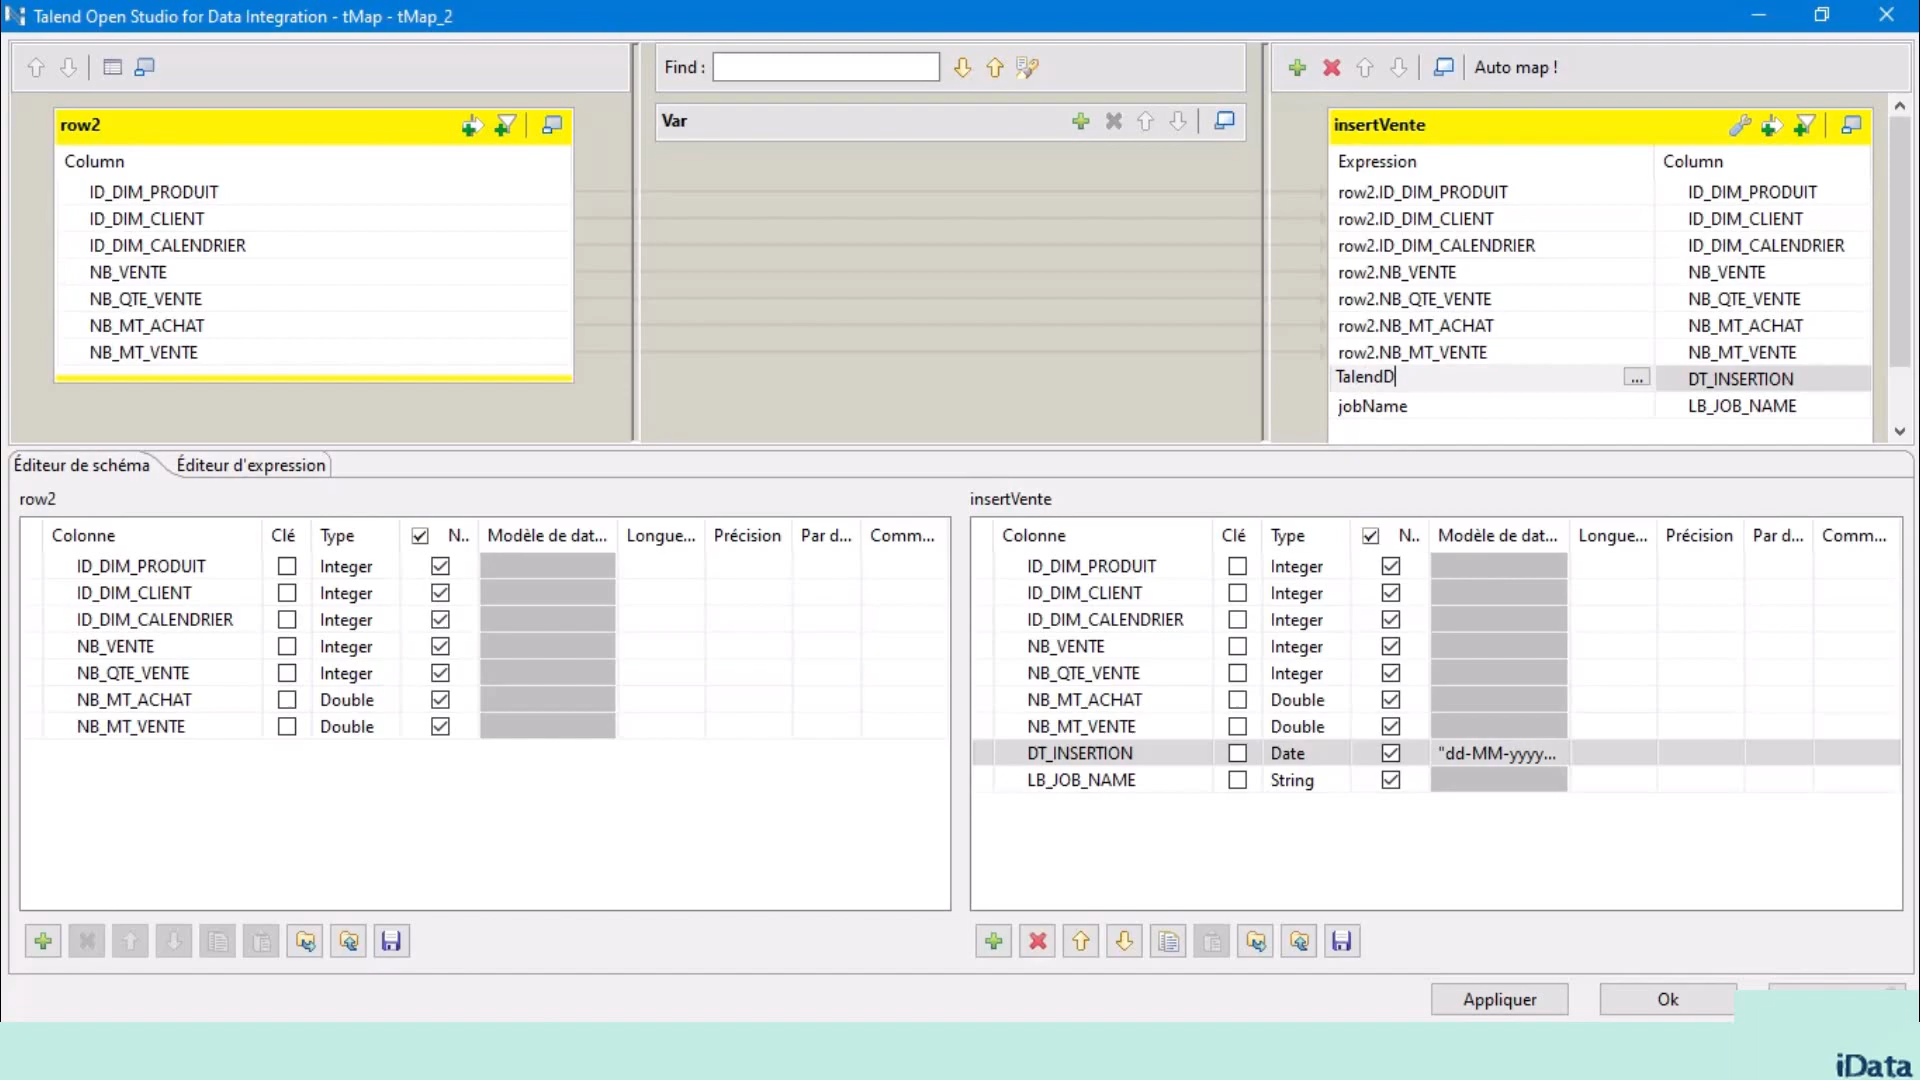 Talend Open Studio for Data Integration - tMap - tMap_2
Find :
Auto map !
row2
Column
ID_DIM_PRODUIT
ID_DIM_CLIENT
ID_DIM_CALENDRIER
NB_VENTE
NB_QTE_VENTE
NB_MT_ACHAT
NB_MT_VENTE
Var
insertVente
Expression Column
row2.ID_DIM_PRODUIT ID_DIM_PRODUIT
row2.ID_DIM_CLIENT ID_DIM_CLIENT
row2.ID_DIM_CALENDRIER ID_DIM_CALENDRIER
row2.NB_VENTE NB_VENTE
row2.NB_QTE_VENTE NB_QTE_VENTE
row2.NB_MT_ACHAT NB_MT_ACHAT
row2.NB_MT_VENTE NB_MT_VENTE
TalendD ... DT_INSERTION
jobName LB_JOB_NAME
Éditeur de schéma Éditeur d'expression
row2
Colonne Clé Type N.. Modèle de dat... Longue... Précision Par d... Comm...
ID_DIM_PRODUIT Integer
ID_DIM_CLIENT Integer
ID_DIM_CALENDRIER Integer
NB_VENTE Integer
NB_QTE_VENTE Integer
NB_MT_ACHAT Double
NB_MT_VENTE Double
insertVente
Colonne Clé Type N.. Modèle de dat... Longue... Précision Par d... Comm...
ID_DIM_PRODUIT Integer
ID_DIM_CLIENT Integer
ID_DIM_CALENDRIER Integer
NB_VENTE Integer
NB_QTE_VENTE Integer
NB_MT_ACHAT Double
NB_MT_VENTE Double
DT_INSERTION Date "dd-MM-yyyy...
LB_JOB_NAME String
Appliquer Ok
iData